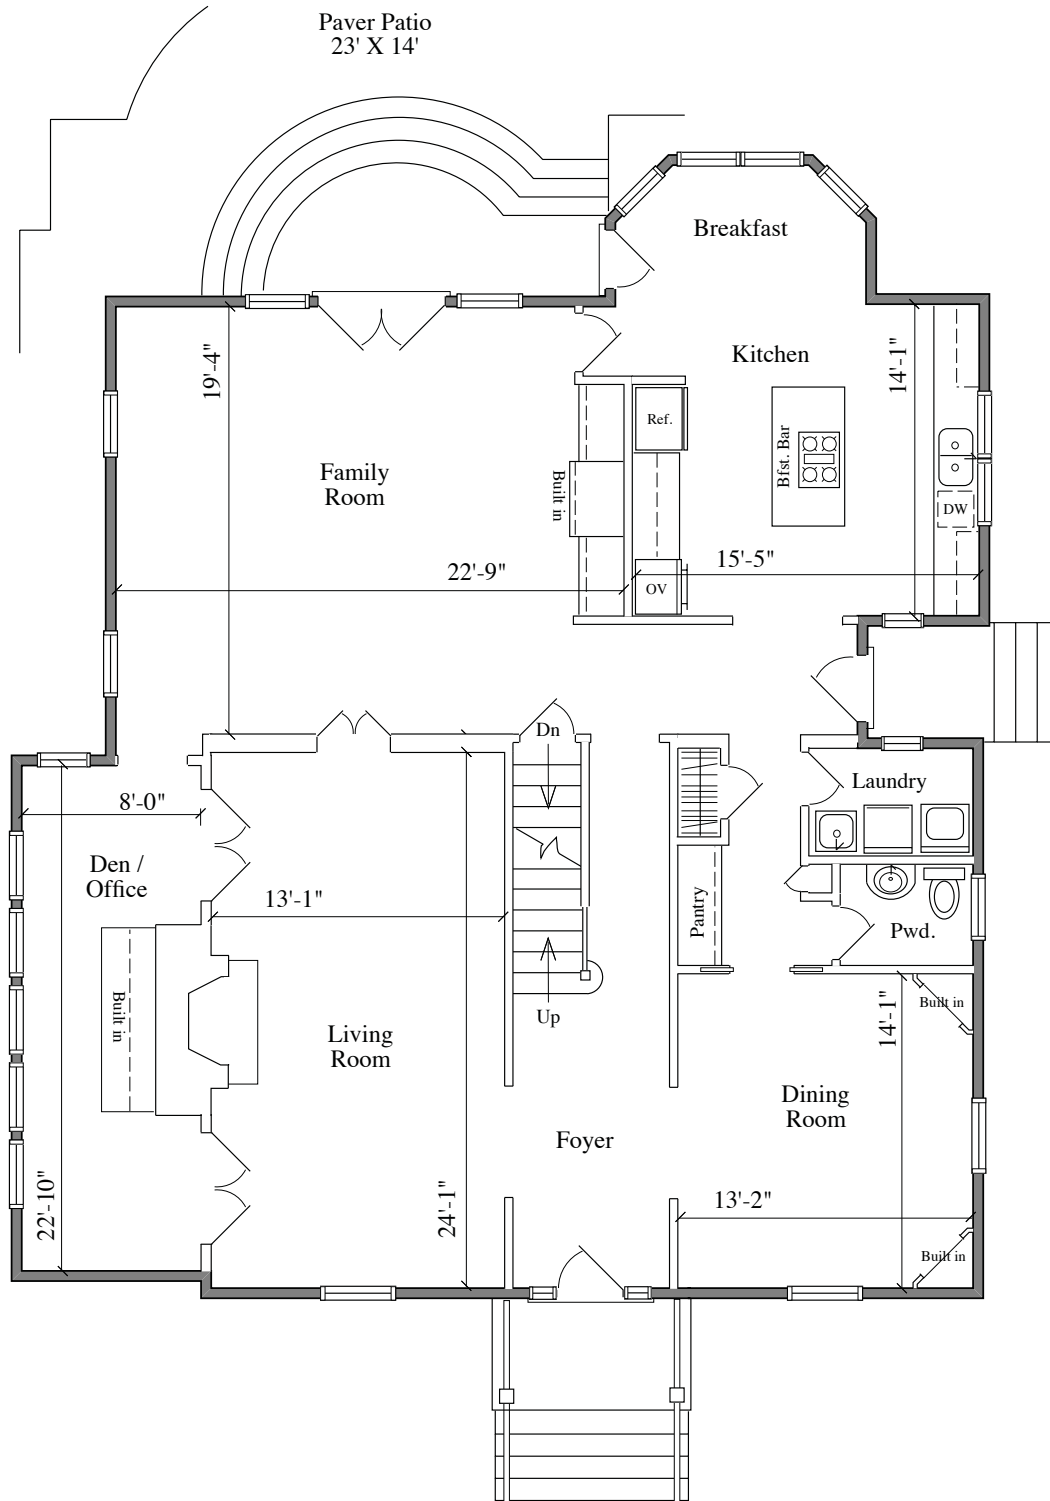 Paver Patio
23' X 14'
Breakfast
Kitchen
19'-4"
14'-1"
Ref.
Bfst. Bar
Family
Room
Built in
DW
22'-9"
15'-5"
OV
Dn
Laundry
8'-0"
Den /
Office
13'-1"
Pantry
Pwd.
Built in
Up
Living
Room
Built in
14'-1"
Dining
Room
Foyer
22'-10"
24'-1"
13'-2"
Built in